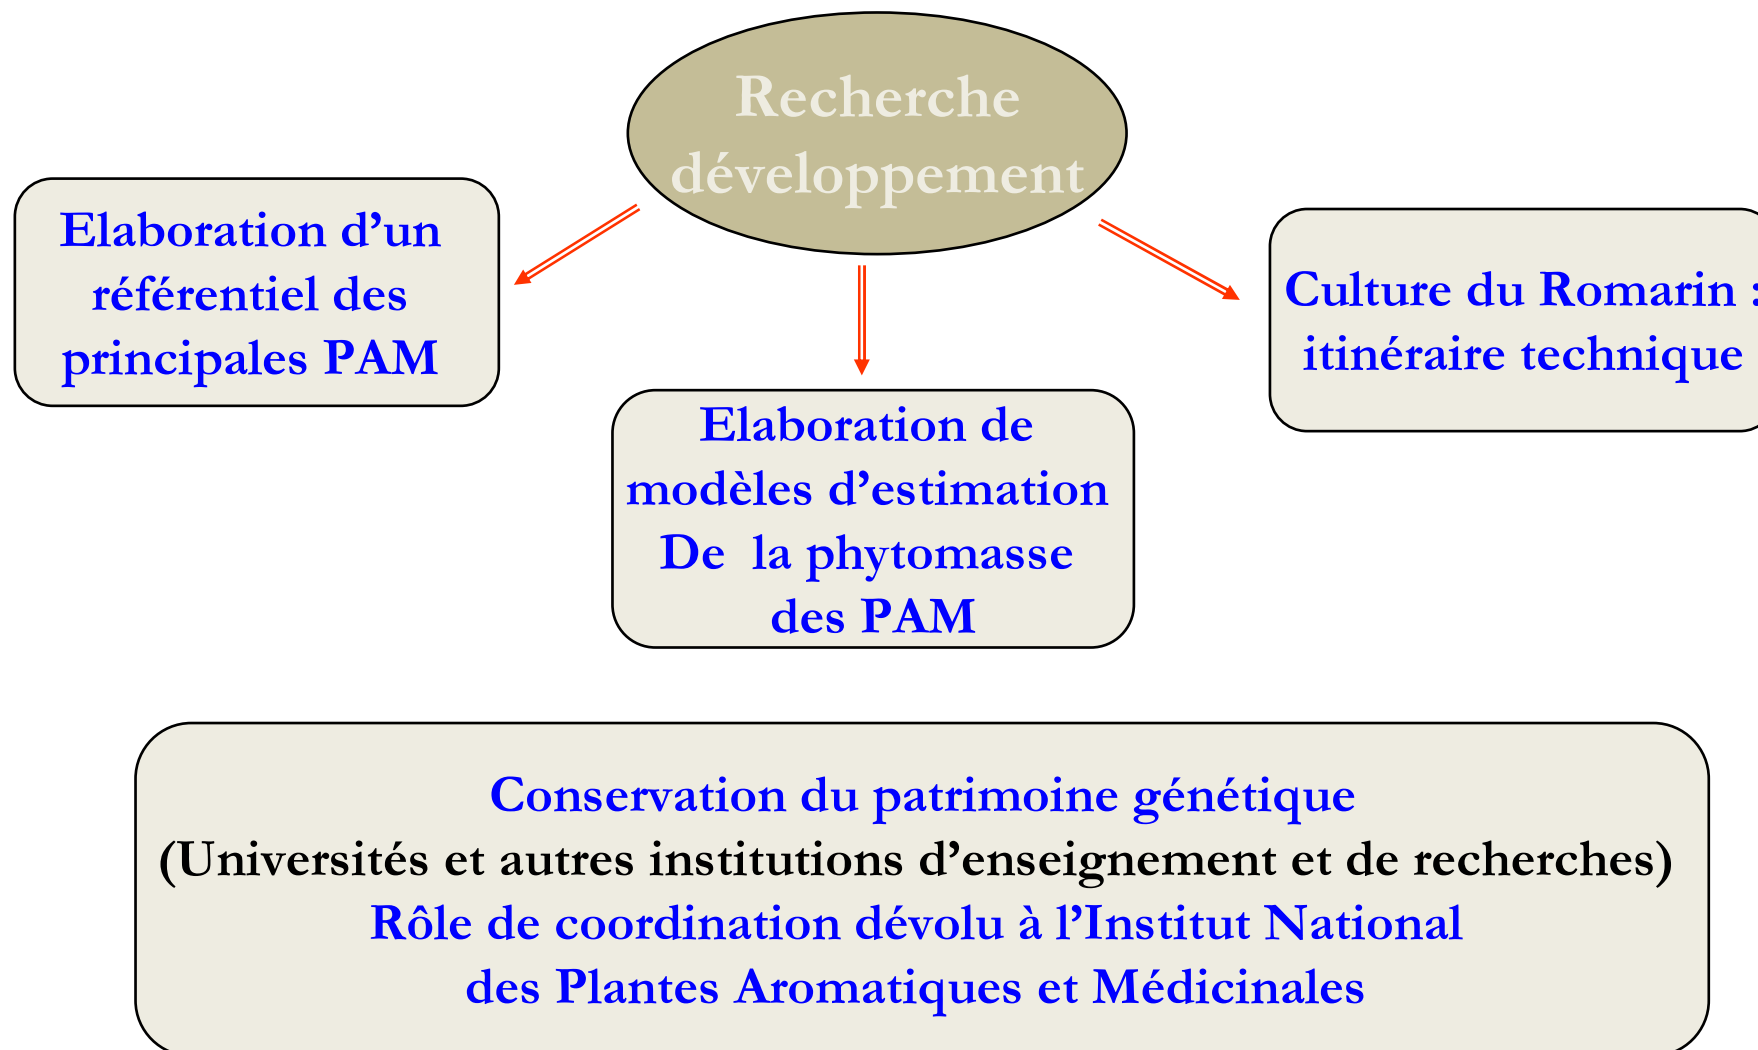 Recherche
développement
Elaboration d’un
référentiel des
principales PAM
Culture du Romarin :
itinéraire technique
Elaboration de
modèles d’estimation
De la phytomasse
des PAM
Conservation du patrimoine génétique
(Universités et autres institutions d’enseignement et de recherches)
Rôle de coordination dévolu à l’Institut National
des Plantes Aromatiques et Médicinales